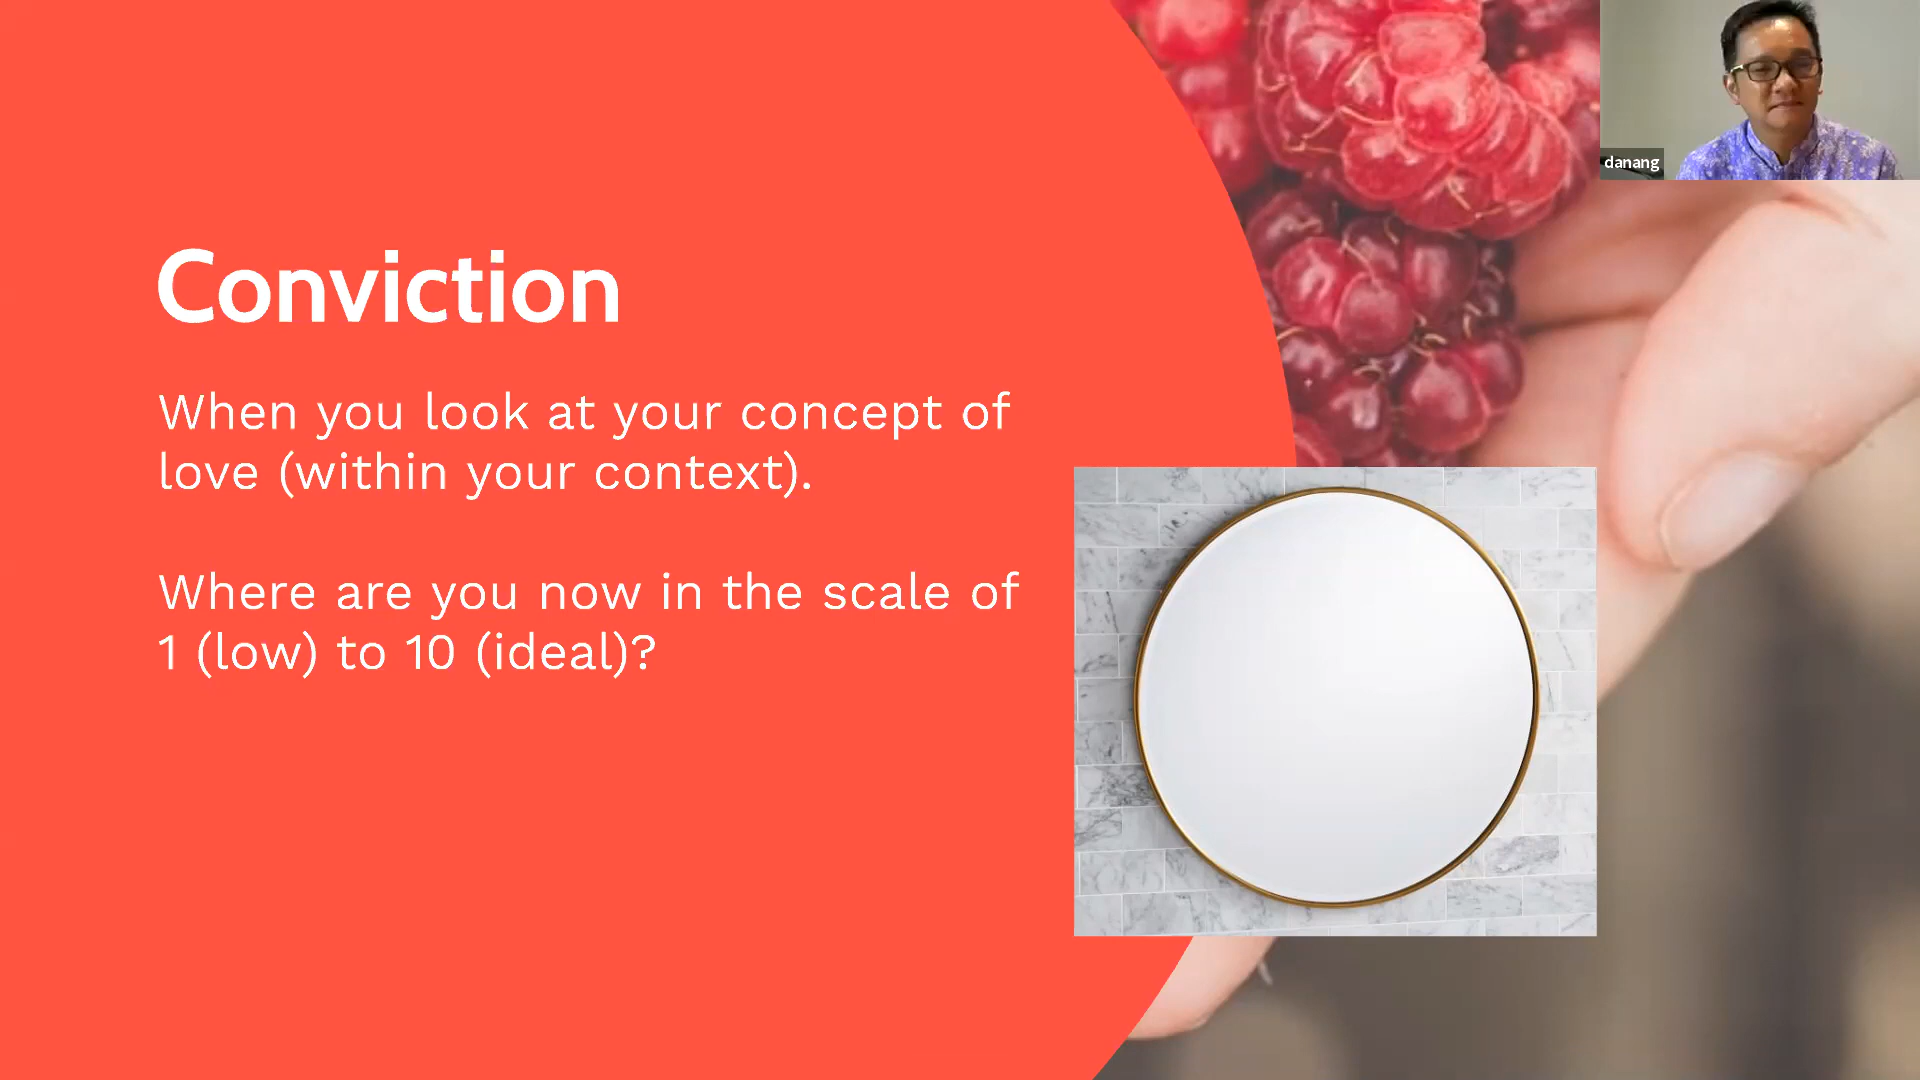 Conviction
When you look at your concept of
love (within your context).
Where are you now in the scale of
1 (low) to 10 (ideal)?
danang